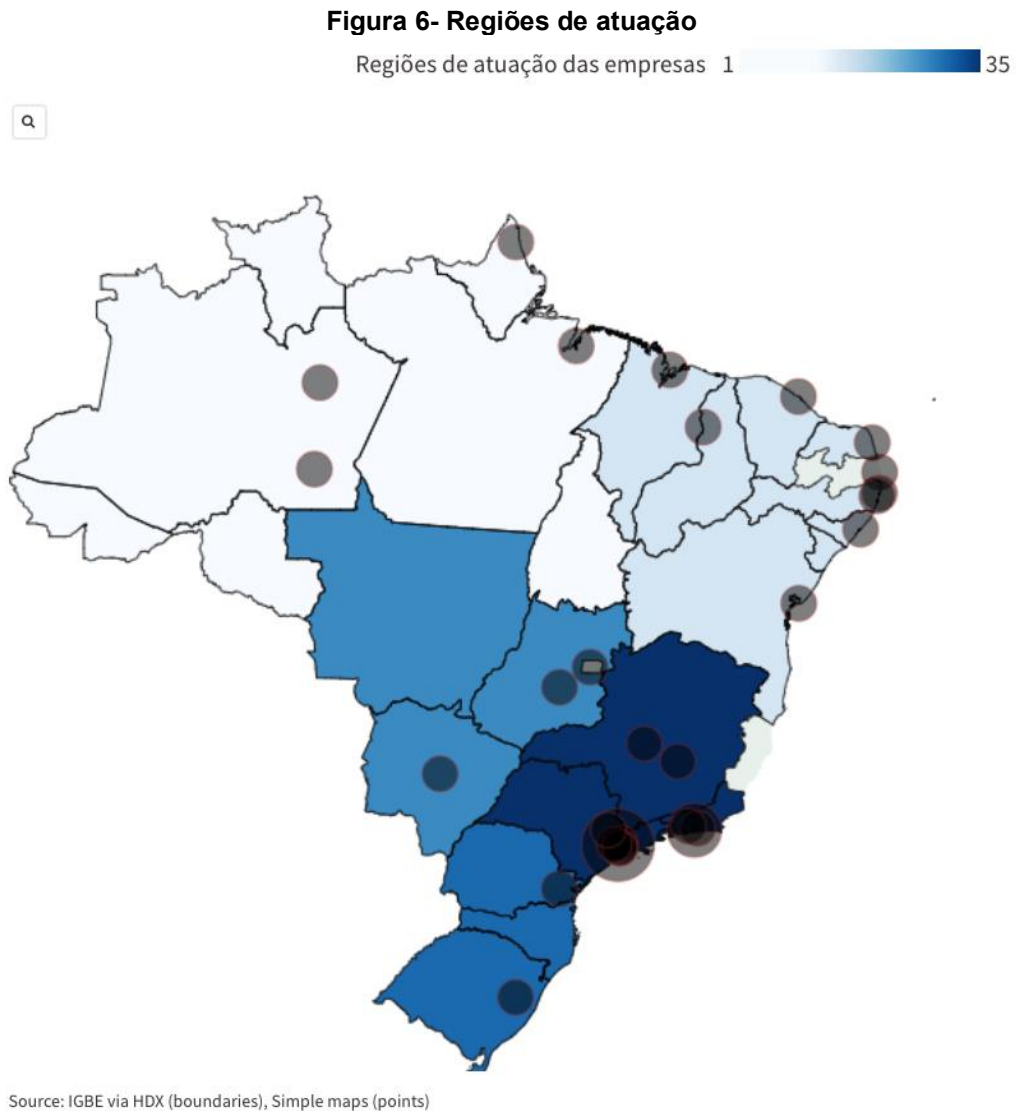 Figura 6- Regiões de atuação
Regiões de atuação das empresas 1 35
Source: IGBE via HDX (boundaries), Simple maps (points)